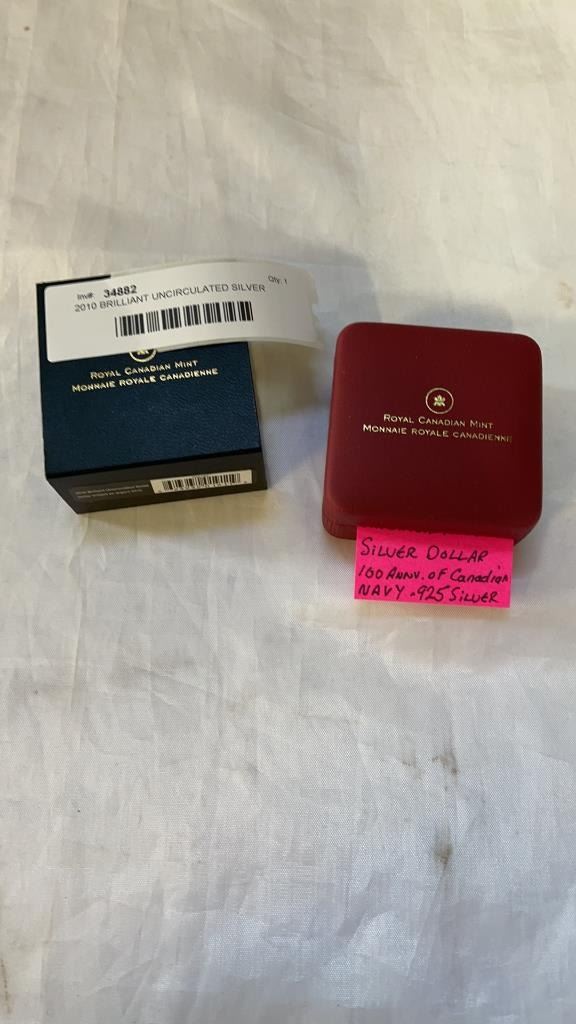 Inv#: 34882 Qty: 1
2010 BRILLIANT UNCIRCULATED SILVER
ROYAL CANADIAN MINT
MONNAIE ROYALE CANADIENNE
ROYAL CANADIAN MINT
MONNAIE ROYALE CANADIENNE
SILVER DOLLAR
100 ANNV. OF Canadian
NAVY .925 SILVER